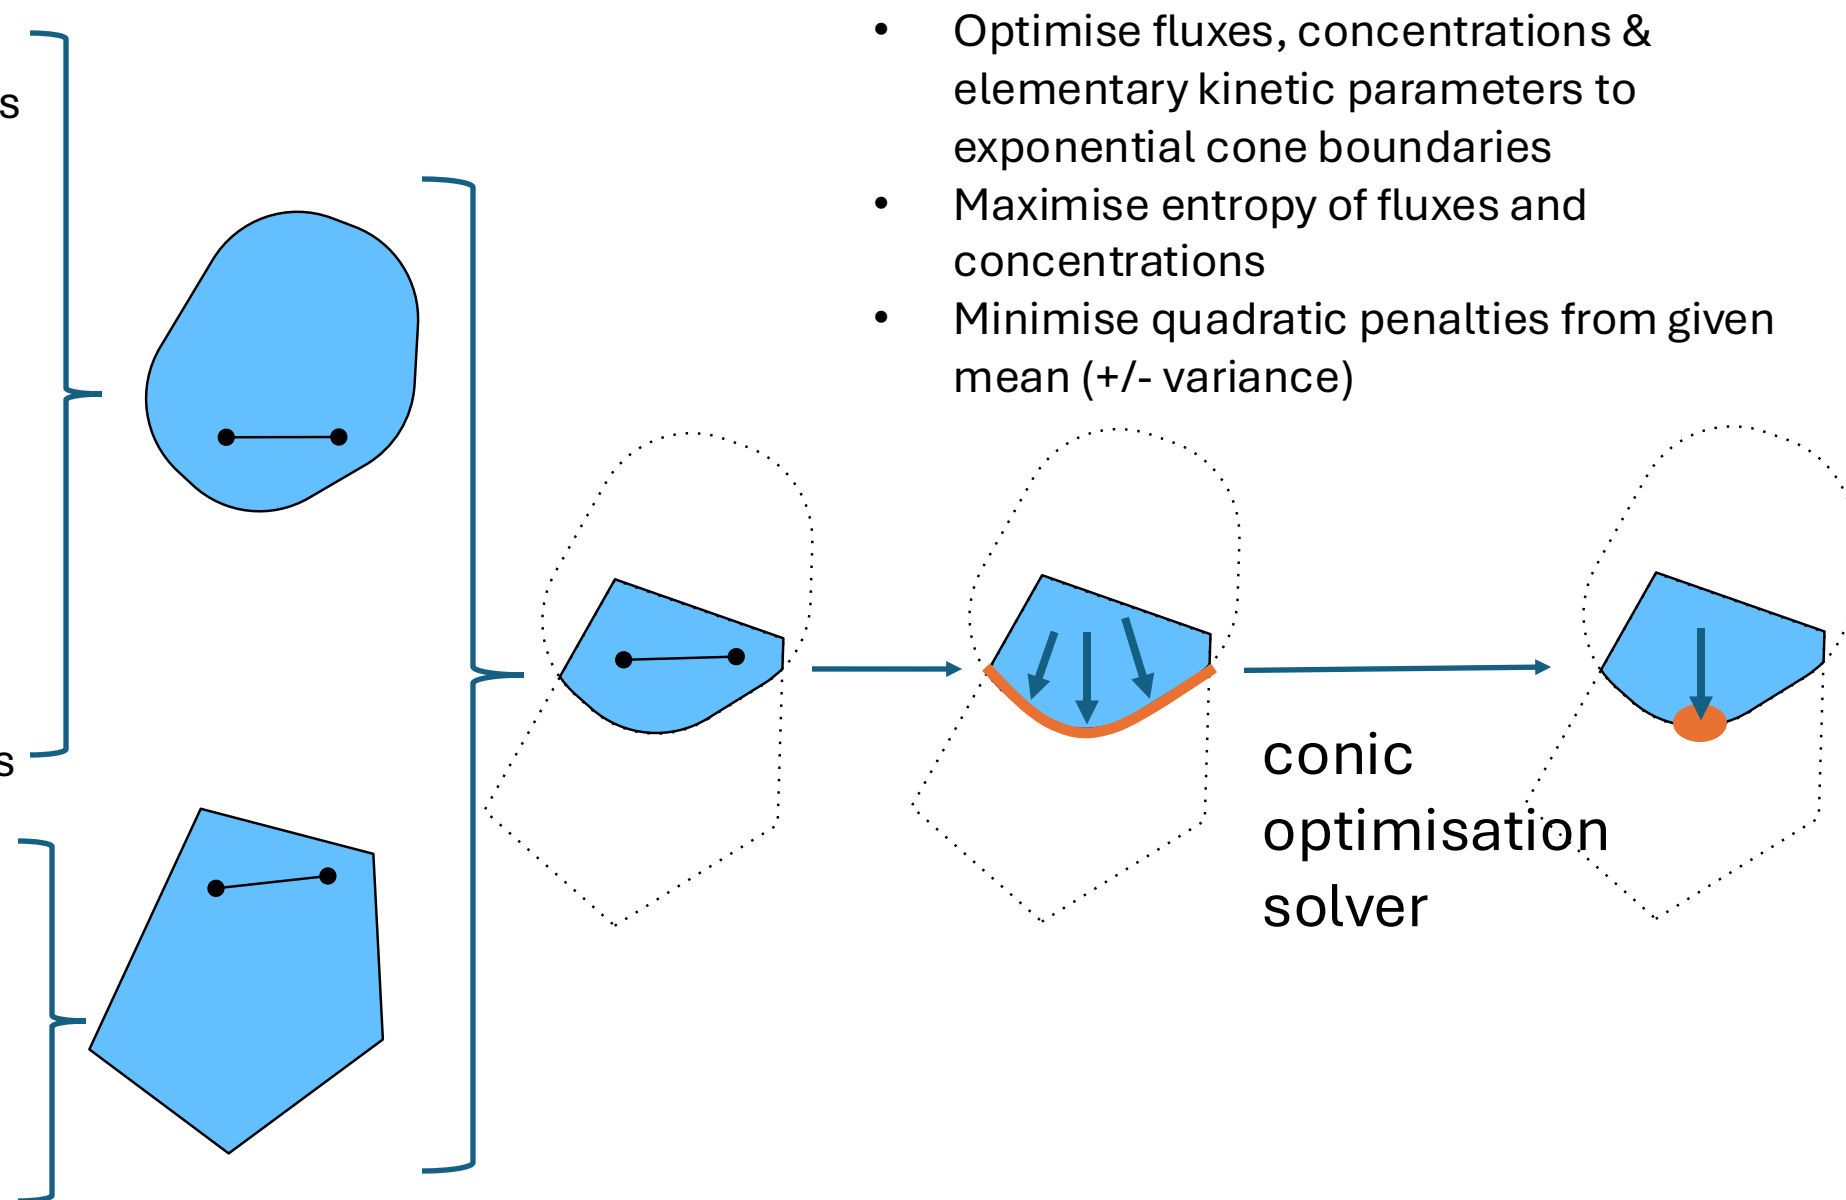 • Optimise fluxes, concentrations &
elementary kinetic parameters to
exponential cone boundaries
• Maximise entropy of fluxes and
concentrations
• Minimise quadratic penalties from given
mean (+/- variance)
s
s
conic
optimisation
solver